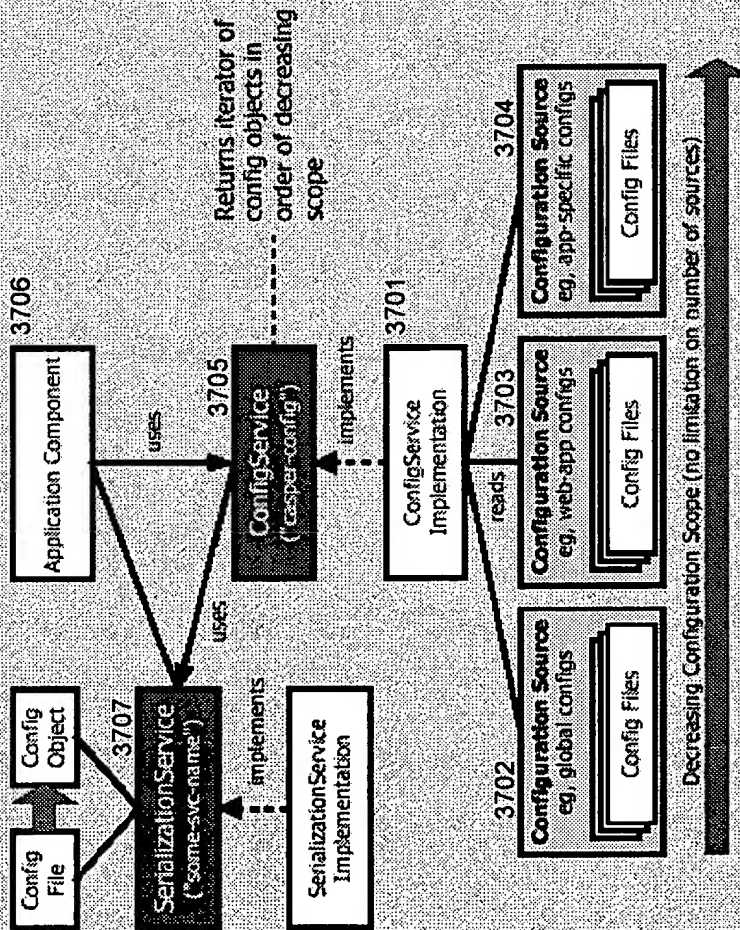 Config
File
Config
Object
3707
SerializationService
("some-svc-name")
implements
SerializationService
Implementation
3706
Application Component
uses
uses
3705
ConfigService
("casper-config")
Returns iterator of
config objects in
order of decreasing
scope
implements
3701
ConfigService
Implementation
reads
3702
Configuration Source
eg, global configs
Config Files
3703
Configuration Source
eg, web-app configs
Config Files
3704
Configuration Source
eg, app-specific configs
Config Files
Decreasing Configuration Scope (no limitation on number of sources)